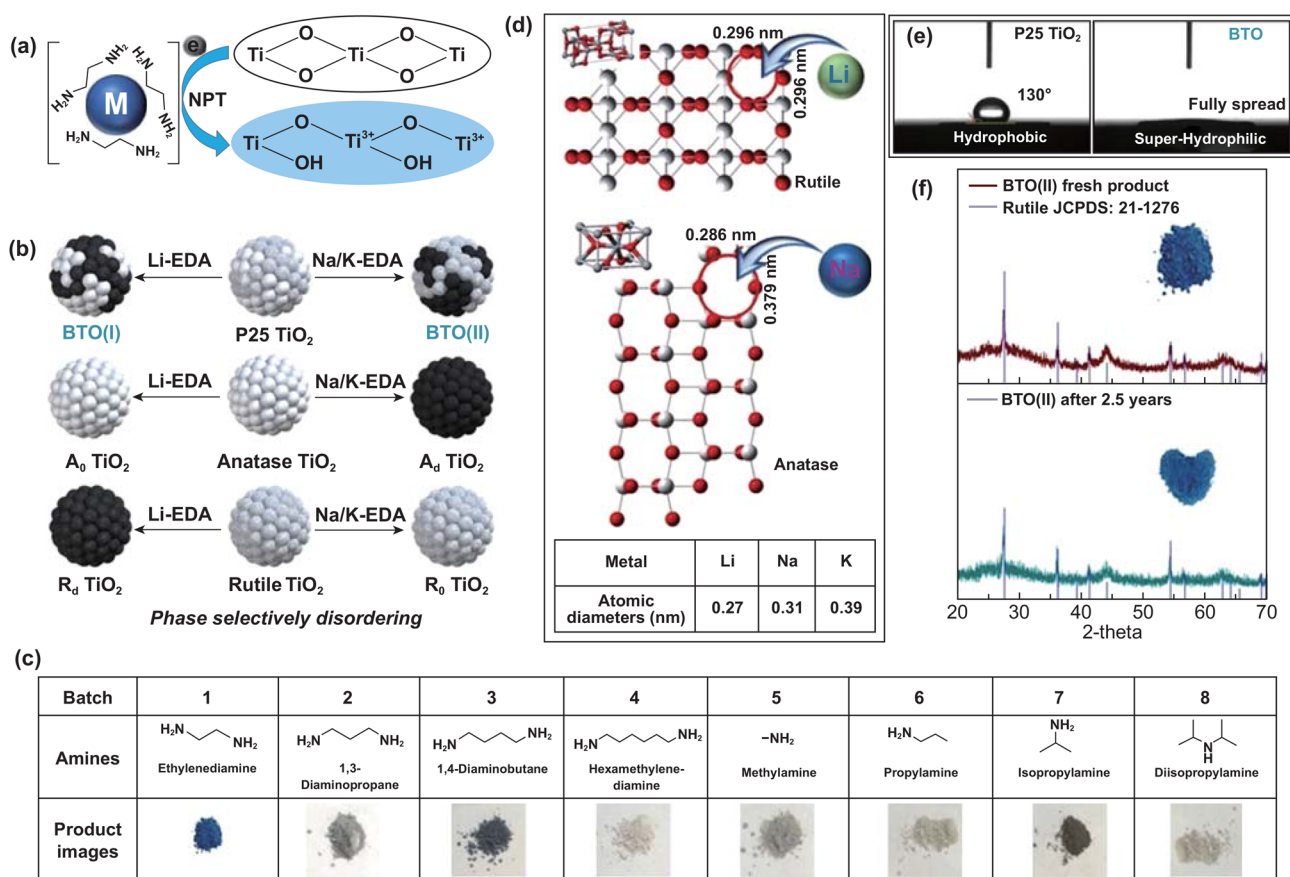 (a)
H₂N
NH₂
H₂N
NH₂
M
H₂N
NH₂
e
NPT
O
O
Ti
Ti
Ti
O
O
O
O
Ti
Ti³⁺
Ti³⁺
OH
OH
(b)
Li-EDA
Na/K-EDA
BTO(I)
P25 TiO₂
BTO(II)
Li-EDA
Na/K-EDA
A₀ TiO₂
Anatase TiO₂
A_d TiO₂
Li-EDA
Na/K-EDA
R_d TiO₂
Rutile TiO₂
R₀ TiO₂
Phase selectively disordering
(d)
0.296 nm
Li
0.296 nm
Rutile
0.286 nm
Na
0.379 nm
Anatase
Metal Li Na K
Atomic
diameters (nm) 0.27 0.31 0.39
(e)
P25 TiO₂
130°
Hydrophobic
BTO
Fully spread
Super-Hydrophilic
(f)
BTO(II) fresh product
Rutile JCPDS: 21-1276
BTO(II) after 2.5 years
20 30 40 50 60 70
2-theta
(c)
Batch 1 2 3 4 5 6 7 8
Amines
H₂N NH₂
Ethylenediamine
H₂N NH₂
1,3-
Diaminopropane
H₂N NH₂
1,4-Diaminobutane
H₂N NH₂
Hexamethylene-
diamine
–NH₂
Methylamine
H₂N
Propylamine
NH₂
Isopropylamine
N
H
Diisopropylamine
Product
images